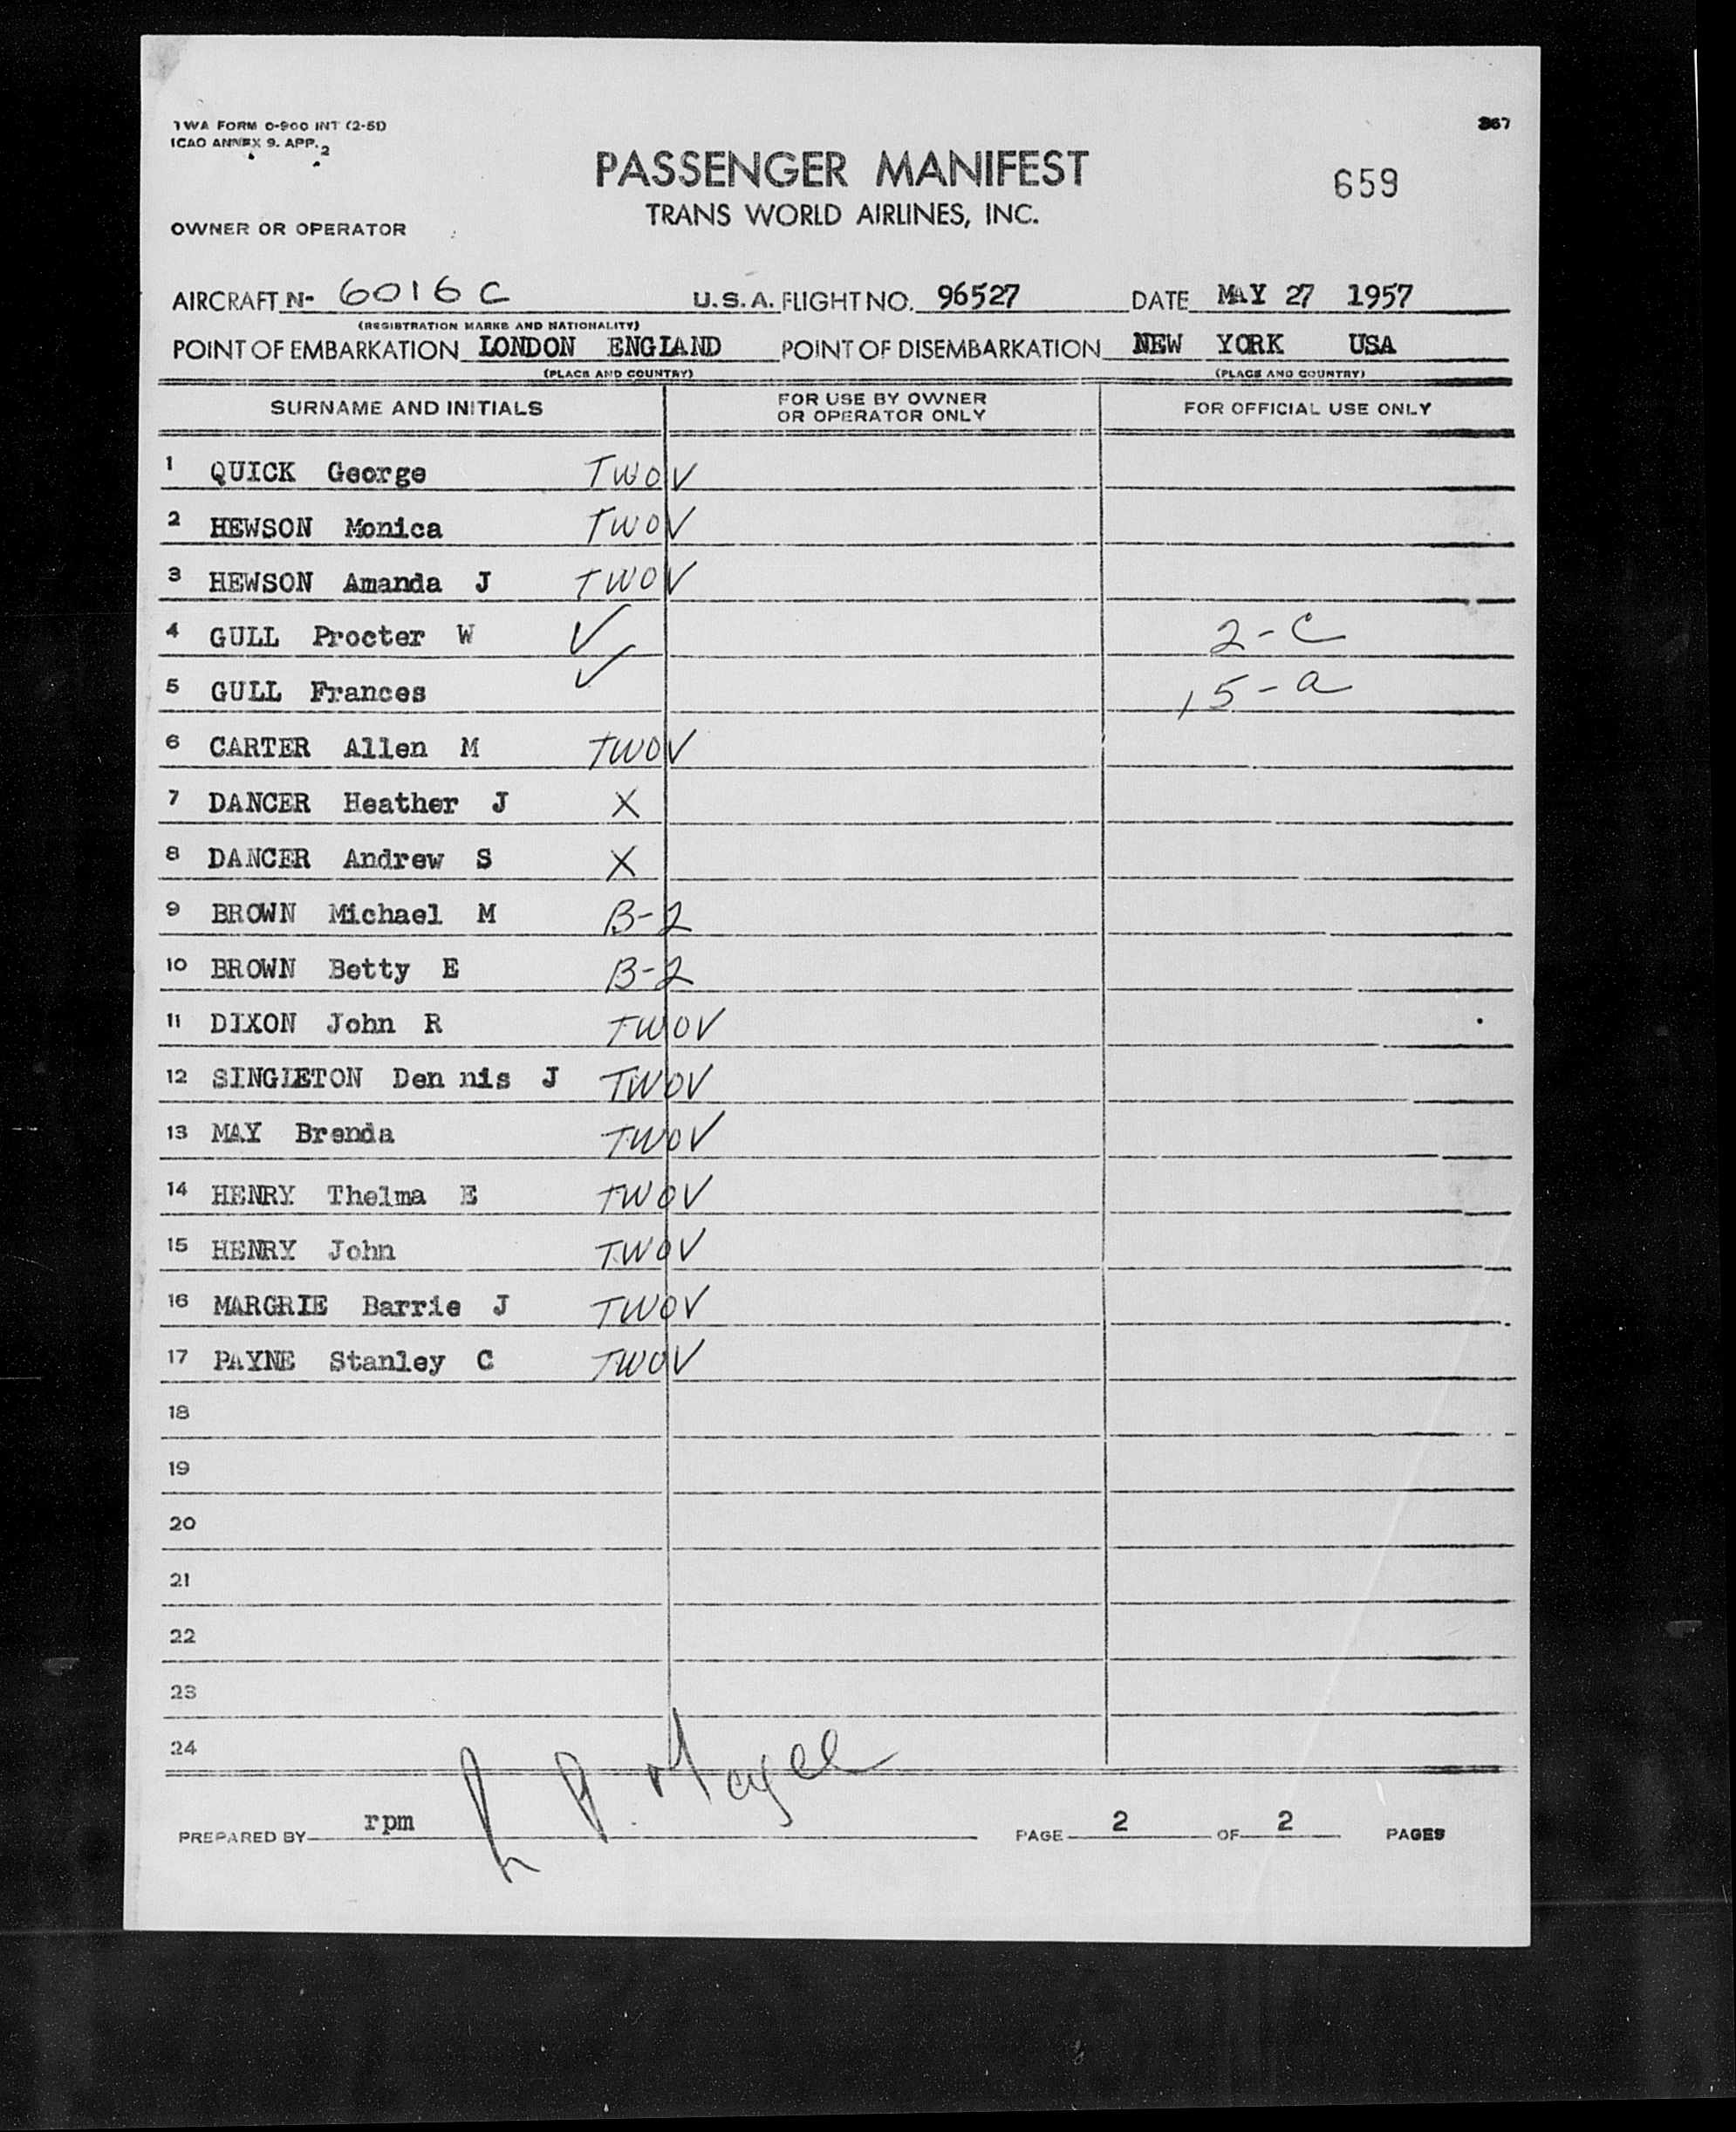 TWA FORM O-900 INT (2-51)
ICAO ANNEX 9. APP. 2
367
PASSENGER MANIFEST
659
TRANS WORLD AIRLINES, INC.
OWNER OR OPERATOR
AIRCRAFT N- 6016 C U.S.A. FLIGHT NO. 96527 DATE MAY 27 1957
(REGISTRATION MARKS AND NATIONALITY)
POINT OF EMBARKATION LONDON ENGLAND POINT OF DISEMBARKATION NEW YORK USA
(PLACE AND COUNTRY) (PLACE AND COUNTRY)
SURNAME AND INITIALS FOR USE BY OWNER OR OPERATOR ONLY FOR OFFICIAL USE ONLY
1 QUICK George TWOV
2 HEWSON Monica TWOV
3 HEWSON Amanda J TWOV
4 GULL Procter W ✓ 2-C
5 GULL Frances ✓ 15-a
6 CARTER Allen M TWOV
7 DANCER Heather J X
8 DANCER Andrew S X
9 BROWN Michael M B-2
10 BROWN Betty E B-2
11 DIXON John R TWOV
12 SINGLETON Den nis J TWOV
13 MAY Brenda TWOV
14 HENRY Thelma E TWOV
15 HENRY John TWOV
16 MARGRIE Barrie J TWOV
17 PAYNE Stanley C TWOV
18
19
20
21
22
23
24
PREPARED BY rpm PAGE 2 OF 2 PAGES